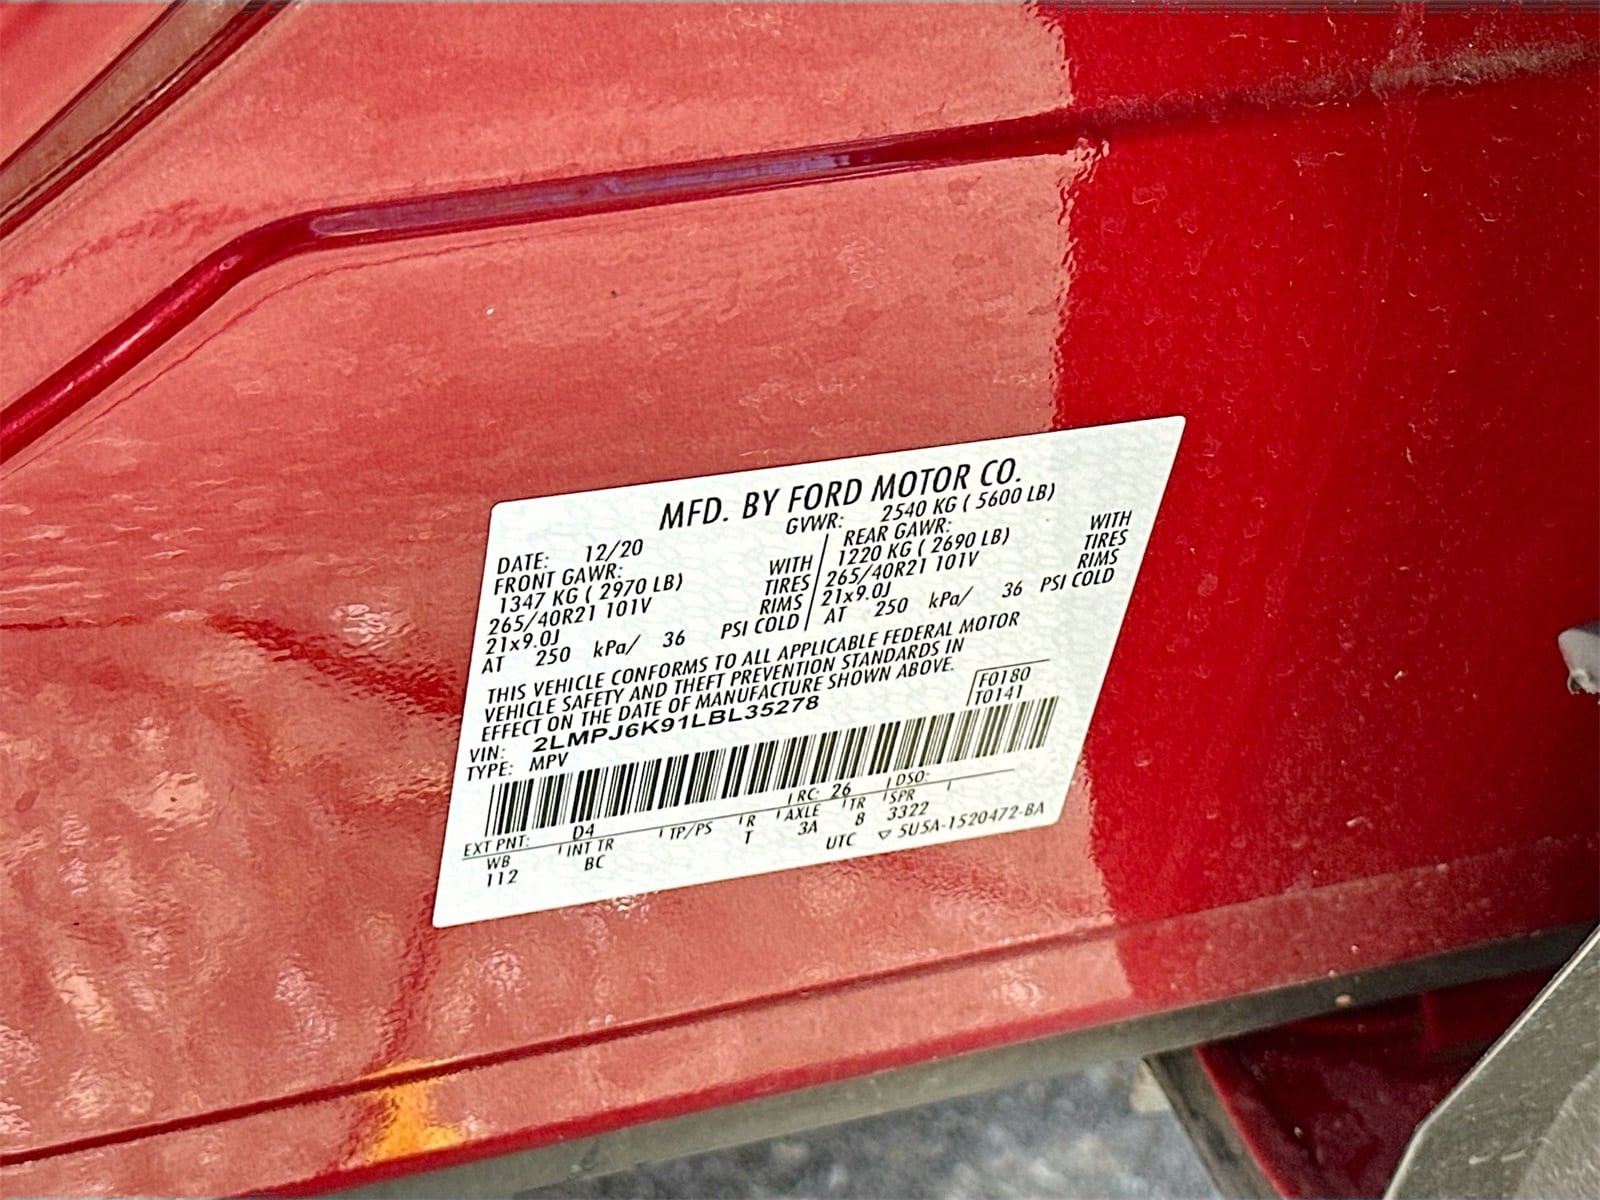 MFD. BY FORD MOTOR CO.
DATE: 12/20 GVWR: 2540 KG ( 5600 LB)
FRONT GAWR: WITH REAR GAWR: WITH
1347 KG ( 2970 LB) TIRES 1220 KG ( 2690 LB) TIRES
265/40R21 101V RIMS 265/40R21 101V RIMS
21x9.0J 21x9.0J
AT 250 kPa/ 36 PSI COLD AT 250 kPa/ 36 PSI COLD
THIS VEHICLE CONFORMS TO ALL APPLICABLE FEDERAL MOTOR
VEHICLE SAFETY AND THEFT PREVENTION STANDARDS IN
EFFECT ON THE DATE OF MANUFACTURE SHOWN ABOVE.
VIN: 2LMPJ6K91LBL35278 F0180
TYPE: MPV T0141
EXT PNT: D4 RC: 26 DSO:
WB INT TR TP/PS R AXLE TR SPR
112 BC T 3A B 3322
UTC ▽ 5U5A-1520472-BA